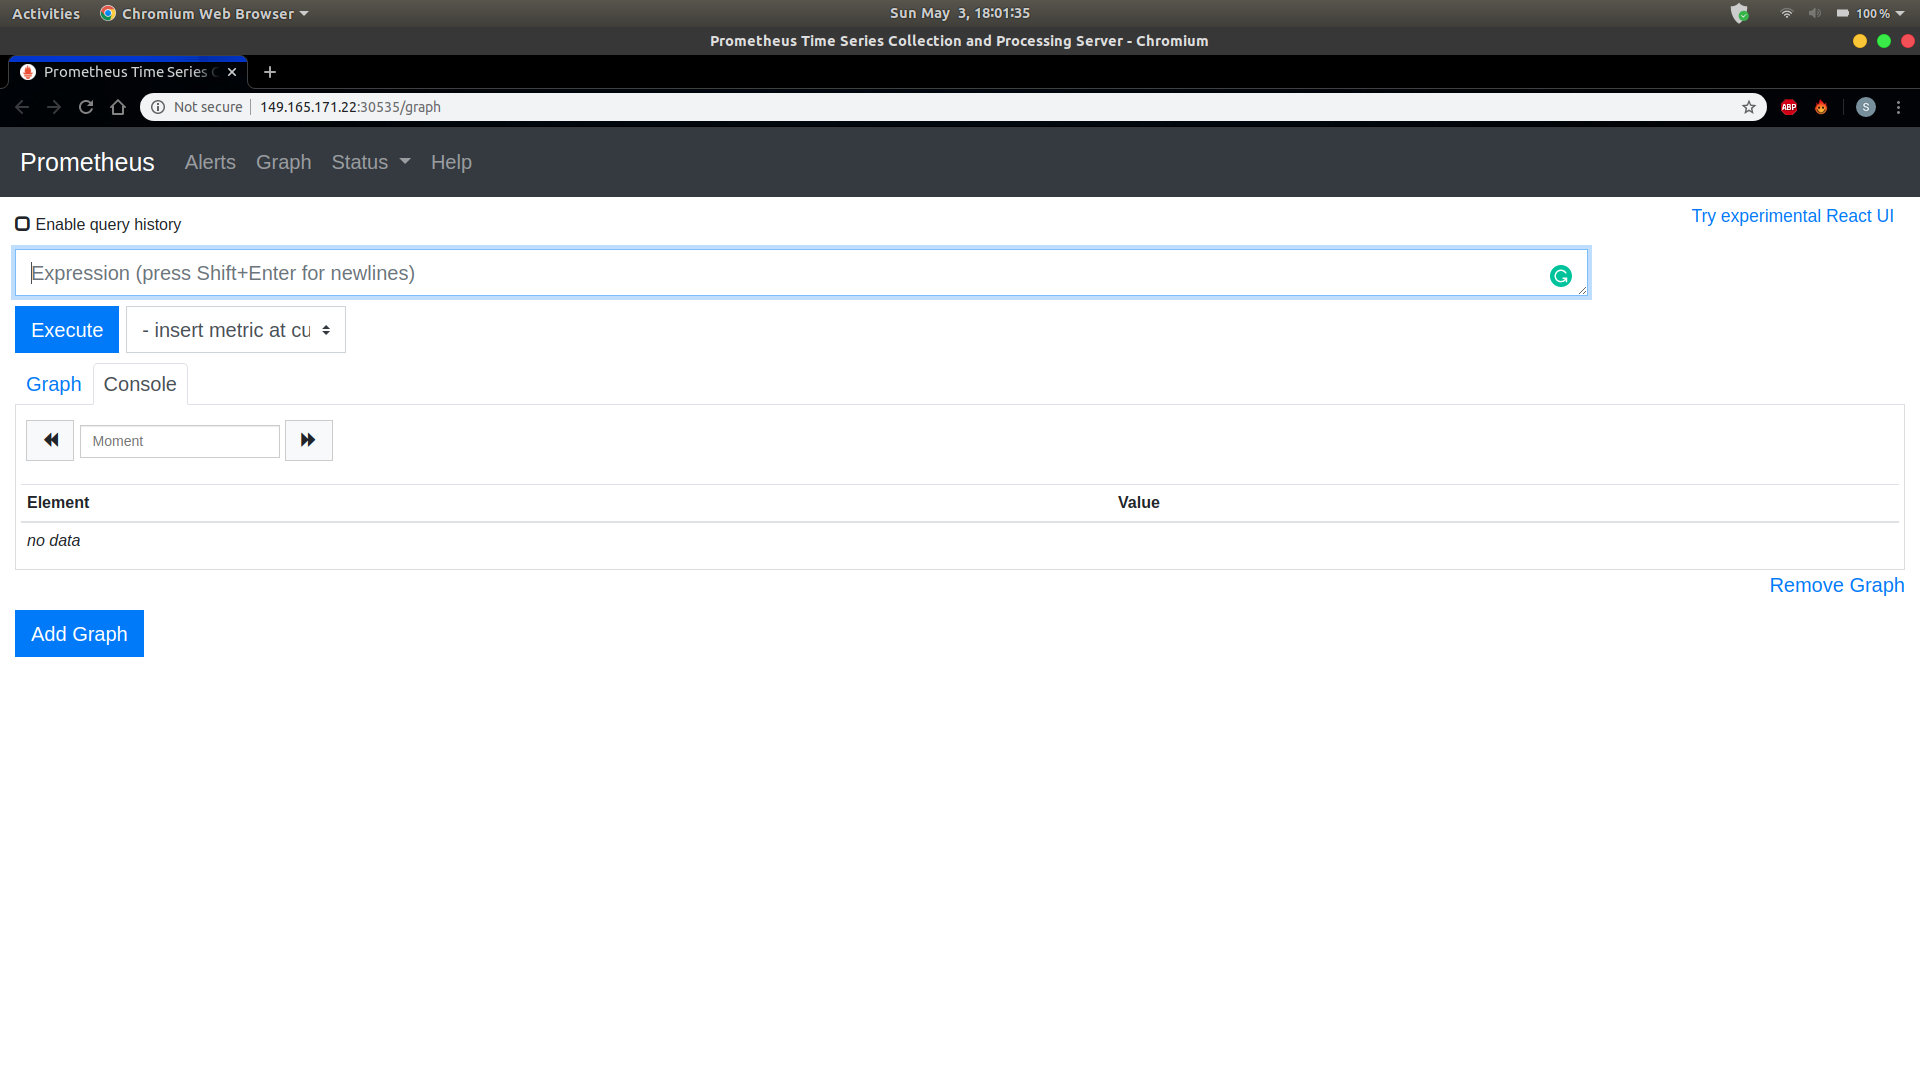 Activities Chromium Web Browser Sun May 3, 18:01:35 100 %
Prometheus Time Series Collection and Processing Server - Chromium
Prometheus Time Series C
Not secure 149.165.171.22:30535/graph ABP S
Prometheus Alerts Graph Status Help
Enable query history Try experimental React UI
Expression (press Shift+Enter for newlines)
Execute - insert metric at cu
Graph Console
Moment
Element Value
no data
Remove Graph
Add Graph